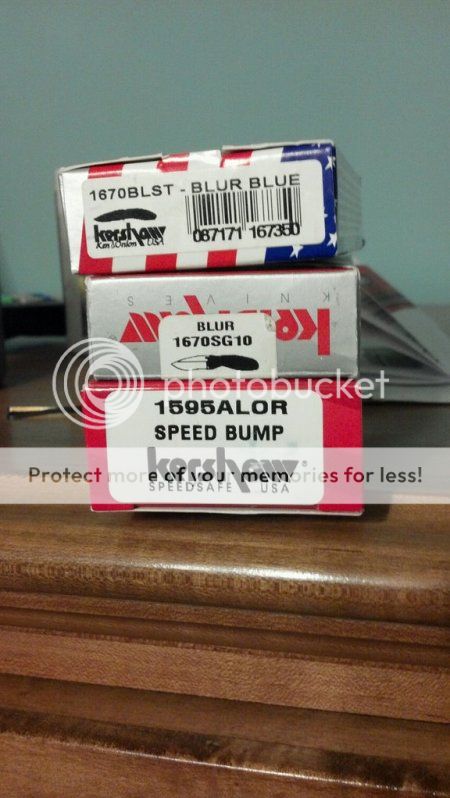 1670BLST - BLUR BLUE
kershaw
Ken Onion USA
087171 167350
KNIVES
kershaw
BLUR
1670SG10
photobucket
1595ALOR
SPEED BUMP
kershaw
SPEEDSAFE USA
Protect more of your memories for less!